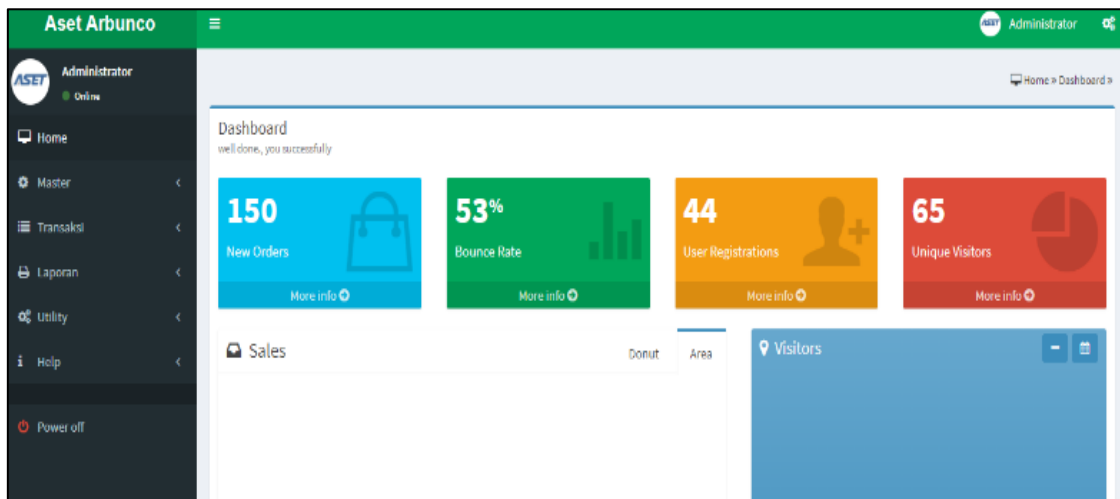 Aset Arbunco
ASET Administrator
ASET
Administrator
Online
Home » Dashboard »
Home
Master
Transaksi
Laporan
Utility
Help
Power off
Dashboard
well done., you successfully
150
New Orders
More info
53%
Bounce Rate
More info
44
User Registrations
More info
65
Unique Visitors
More info
Sales
Donut Area
Visitors